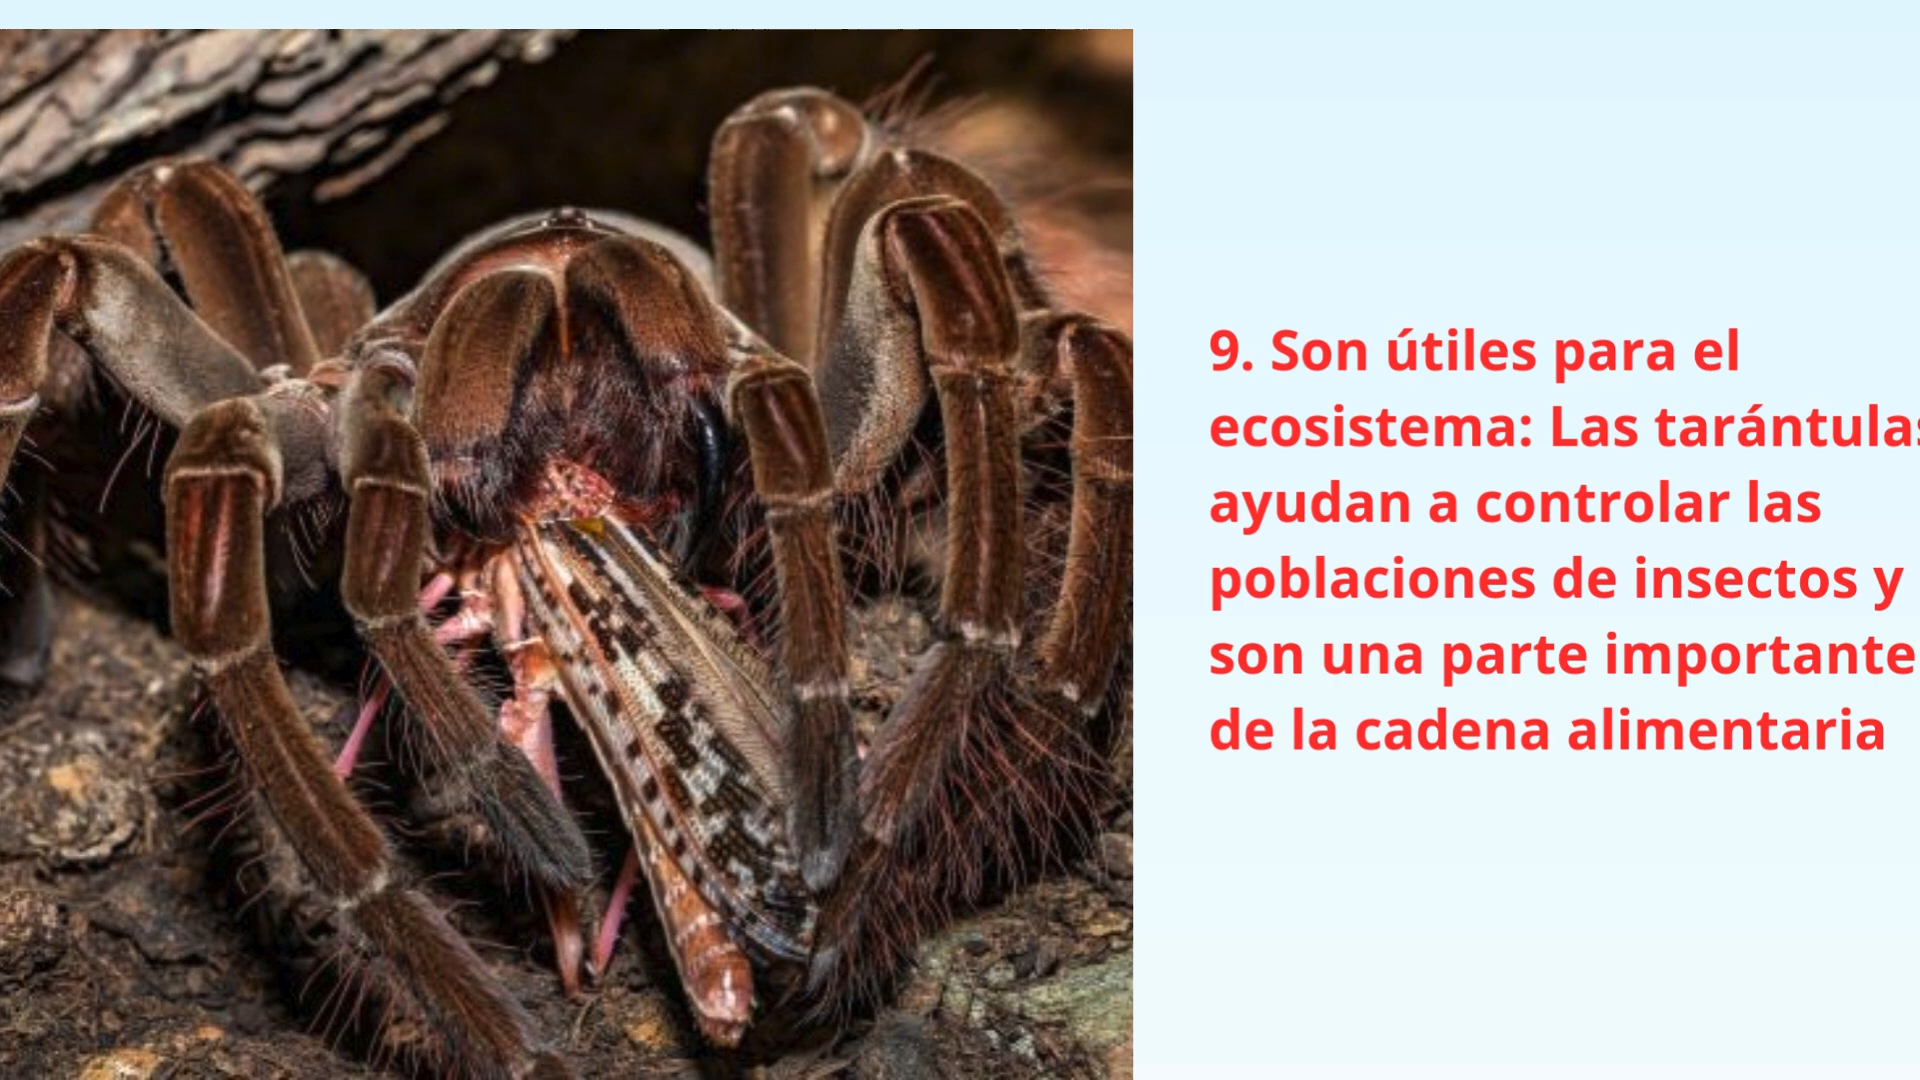 9. Son útiles para el
ecosistema: Las tarántulas
ayudan a controlar las
poblaciones de insectos y
son una parte importante
de la cadena alimentaria